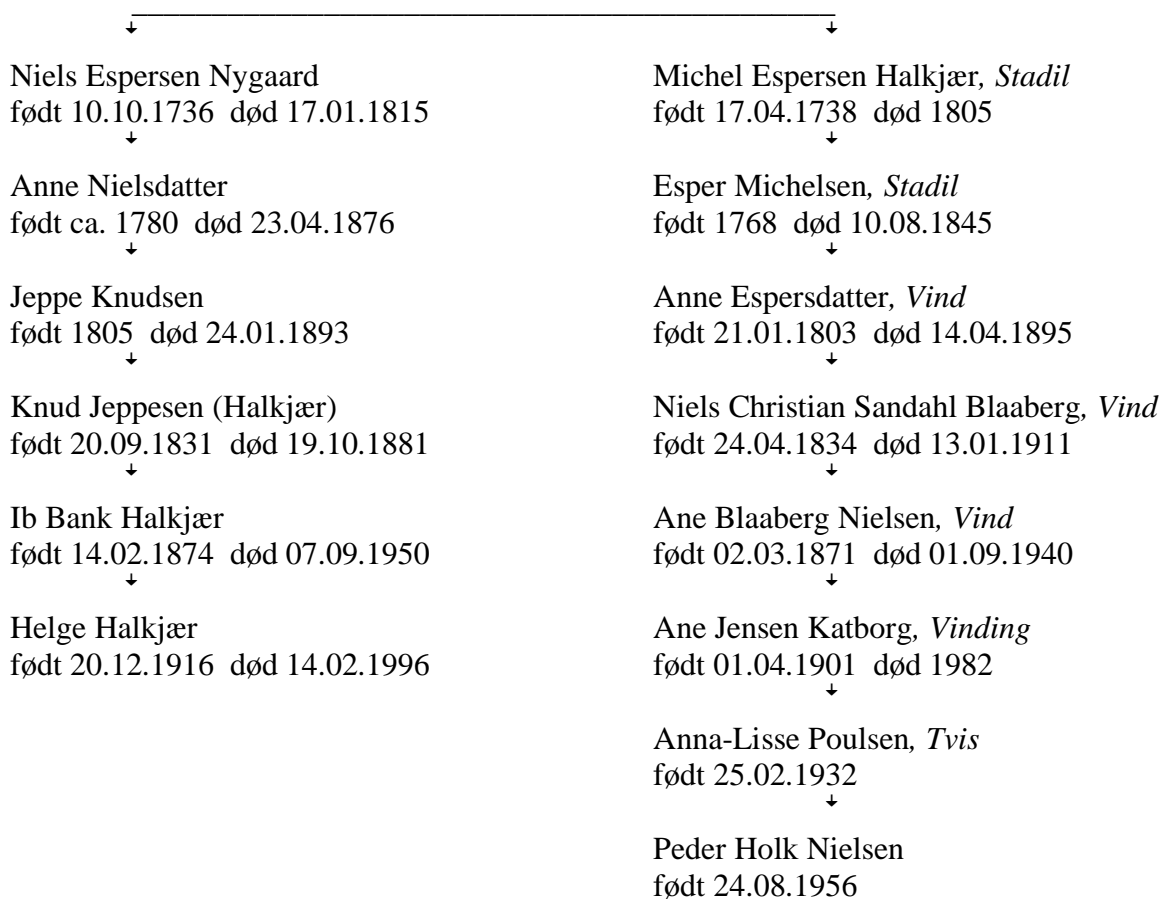 Niels Espersen Nygaard
født 10.10.1736 død 17.01.1815
Anne Nielsdatter
født ca. 1780 død 23.04.1876
Jeppe Knudsen
født 1805 død 24.01.1893
Knud Jeppesen (Halkjær)
født 20.09.1831 død 19.10.1881
Ib Bank Halkjær
født 14.02.1874 død 07.09.1950
Helge Halkjær
født 20.12.1916 død 14.02.1996
Michel Espersen Halkjær, Stadil
født 17.04.1738 død 1805
Esper Michelsen, Stadil
født 1768 død 10.08.1845
Anne Espersdatter, Vind
født 21.01.1803 død 14.04.1895
Niels Christian Sandahl Blaaberg, Vind
født 24.04.1834 død 13.01.1911
Ane Blaaberg Nielsen, Vind
født 02.03.1871 død 01.09.1940
Ane Jensen Katborg, Vinding
født 01.04.1901 død 1982
Anna-Lisse Poulsen, Tvis
født 25.02.1932
Peder Holk Nielsen
født 24.08.1956